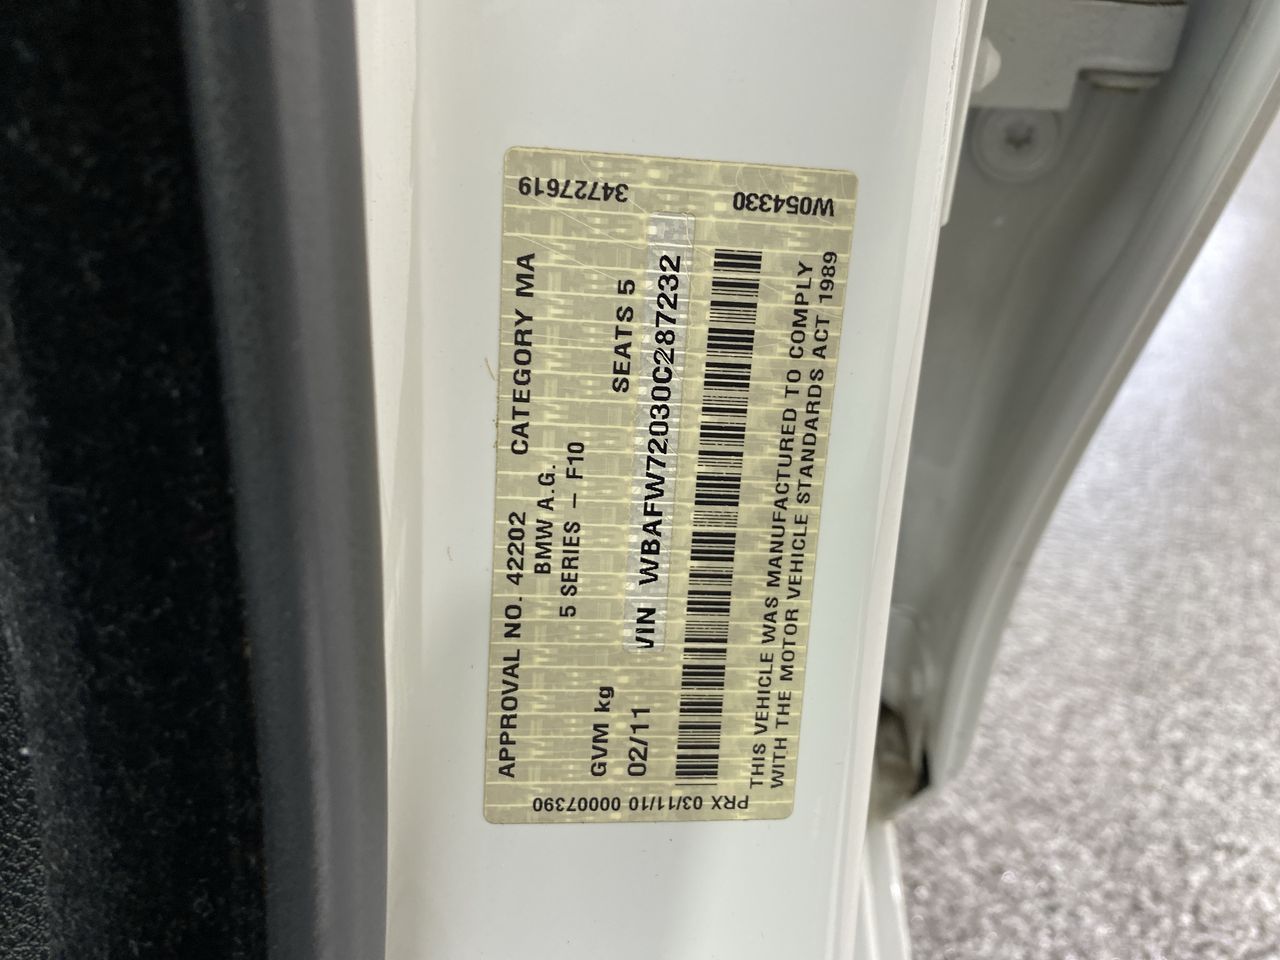 34727619
W054330
APPROVAL NO. 42202 CATEGORY MA
BMW A.G.
5 SERIES – F10
GVM kg SEATS 5
02/11 VIN WBAFW72030C287232
THIS VEHICLE WAS MANUFACTURED TO COMPLY
WITH THE MOTOR VEHICLE STANDARDS ACT 1989
PRX 03/11/10 00007390